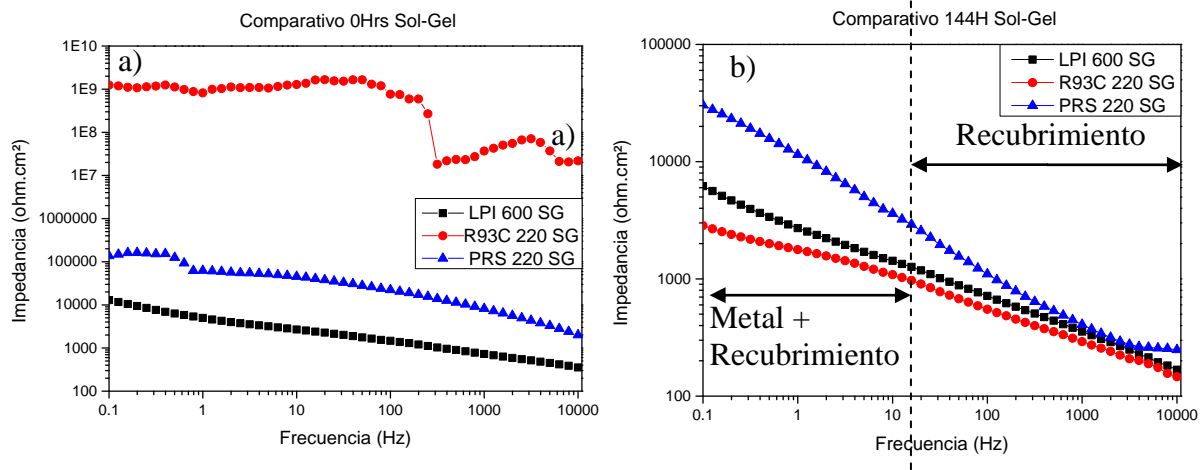 Comparativo 0Hrs Sol-Gel
a)
a)
1E10
1E9
1E8
1E7
1000000
100000
10000
1000
100
Impedancia (ohm.cm²)
LPI 600 SG
R93C 220 SG
PRS 220 SG
0.1 1 10 100 1000 10000
Frecuencia (Hz)
Comparativo 144H Sol-Gel
b)
100000
10000
1000
100
Impedancia (ohm.cm²)
LPI 600 SG
R93C 220 SG
PRS 220 SG
Recubrimiento
Metal +
Recubrimiento
0.1 1 10 100 1000 10000
Frecuencia (Hz)